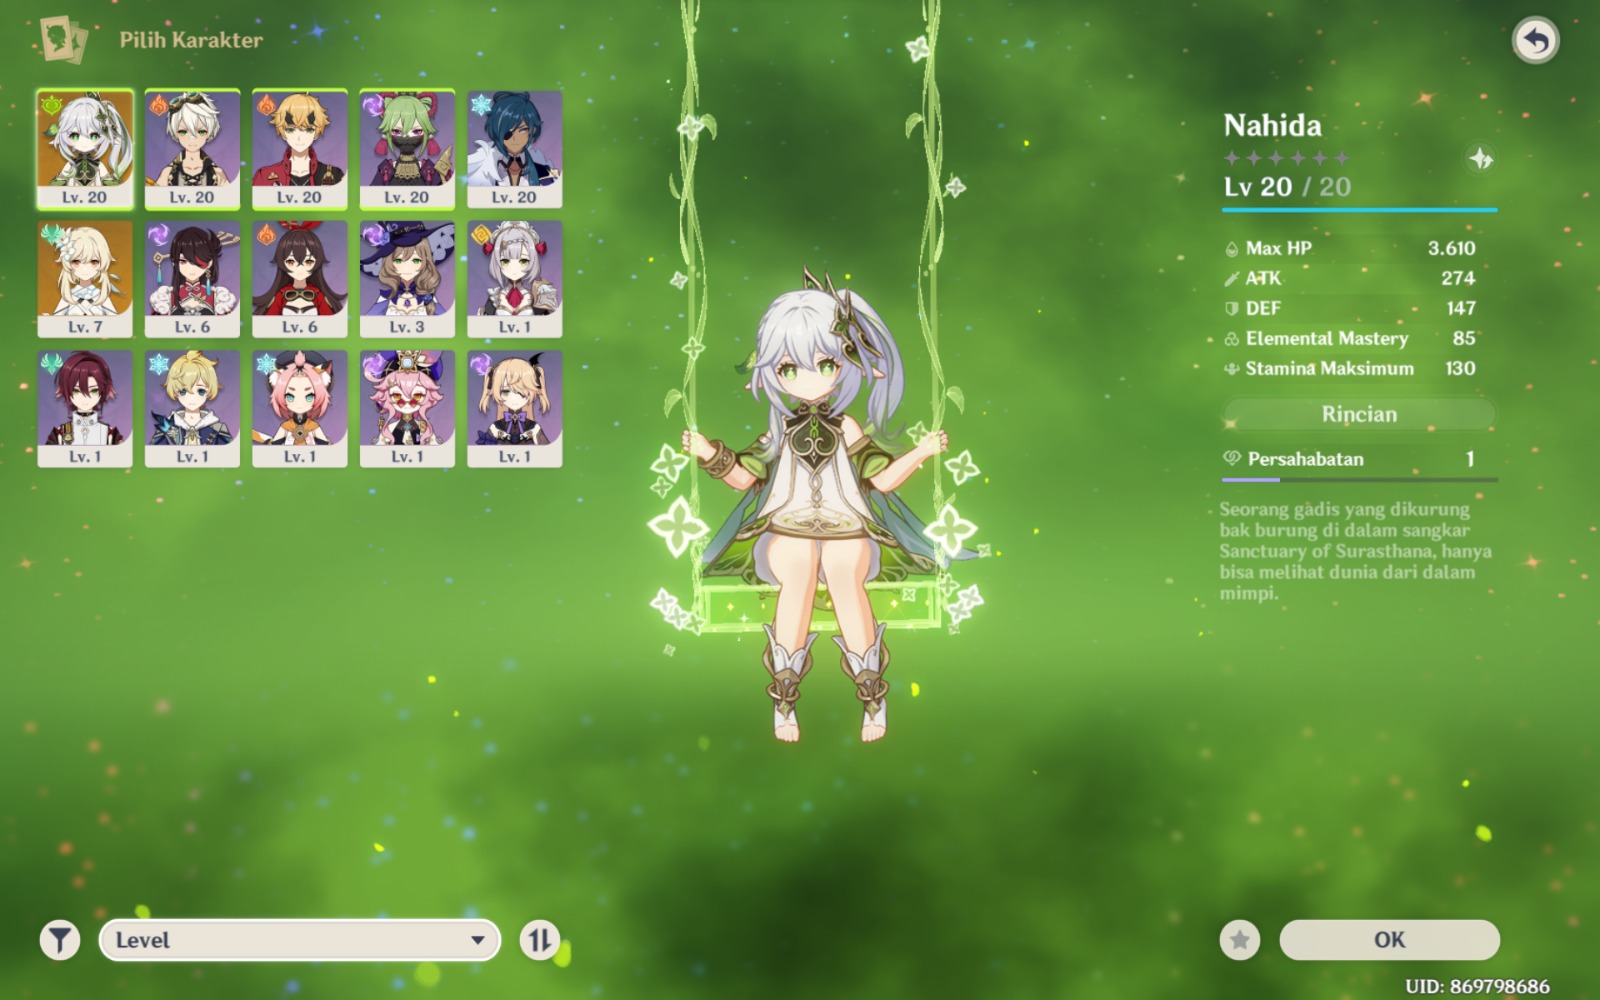 Pilih Karakter
Lv. 20
Lv. 20
Lv. 20
Lv. 20
Lv. 20
Lv. 7
Lv. 6
Lv. 6
Lv. 3
Lv. 1
Lv. 1
Lv. 1
Lv. 1
Lv. 1
Lv. 1
Nahida
Lv 20 / 20
Max HP 3.610
ATK 274
DEF 147
Elemental Mastery 85
Stamina Maksimum 130
Rincian
Persahabatan 1
Seorang gadis yang dikurung
bak burung di dalam sangkar
Sanctuary of Surasthana, hanya
bisa melihat dunia dari dalam
mimpi.
Level
OK
UID: 869798686